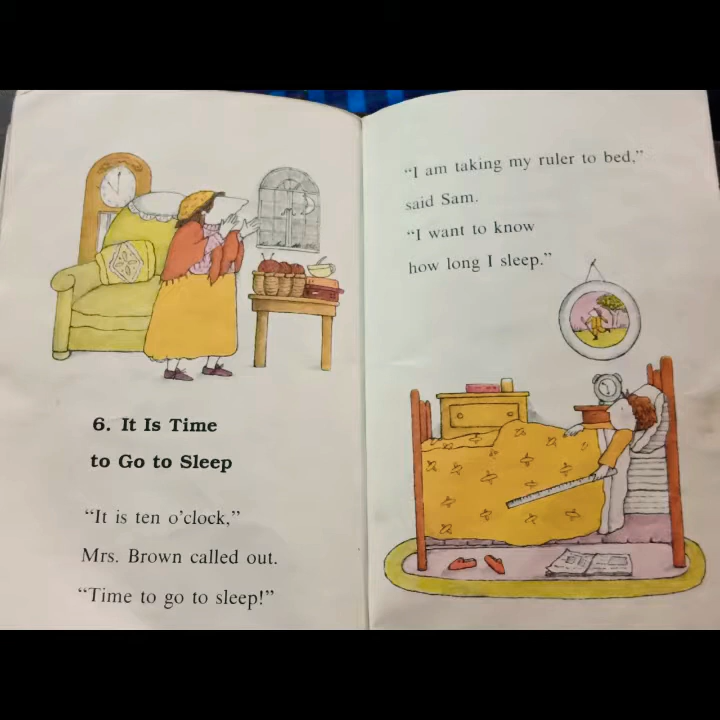 6. It Is Time
to Go to Sleep
“It is ten o’clock,”
Mrs. Brown called out.
“Time to go to sleep!”
“I am taking my ruler to bed,”
said Sam.
“I want to know
how long I sleep.”